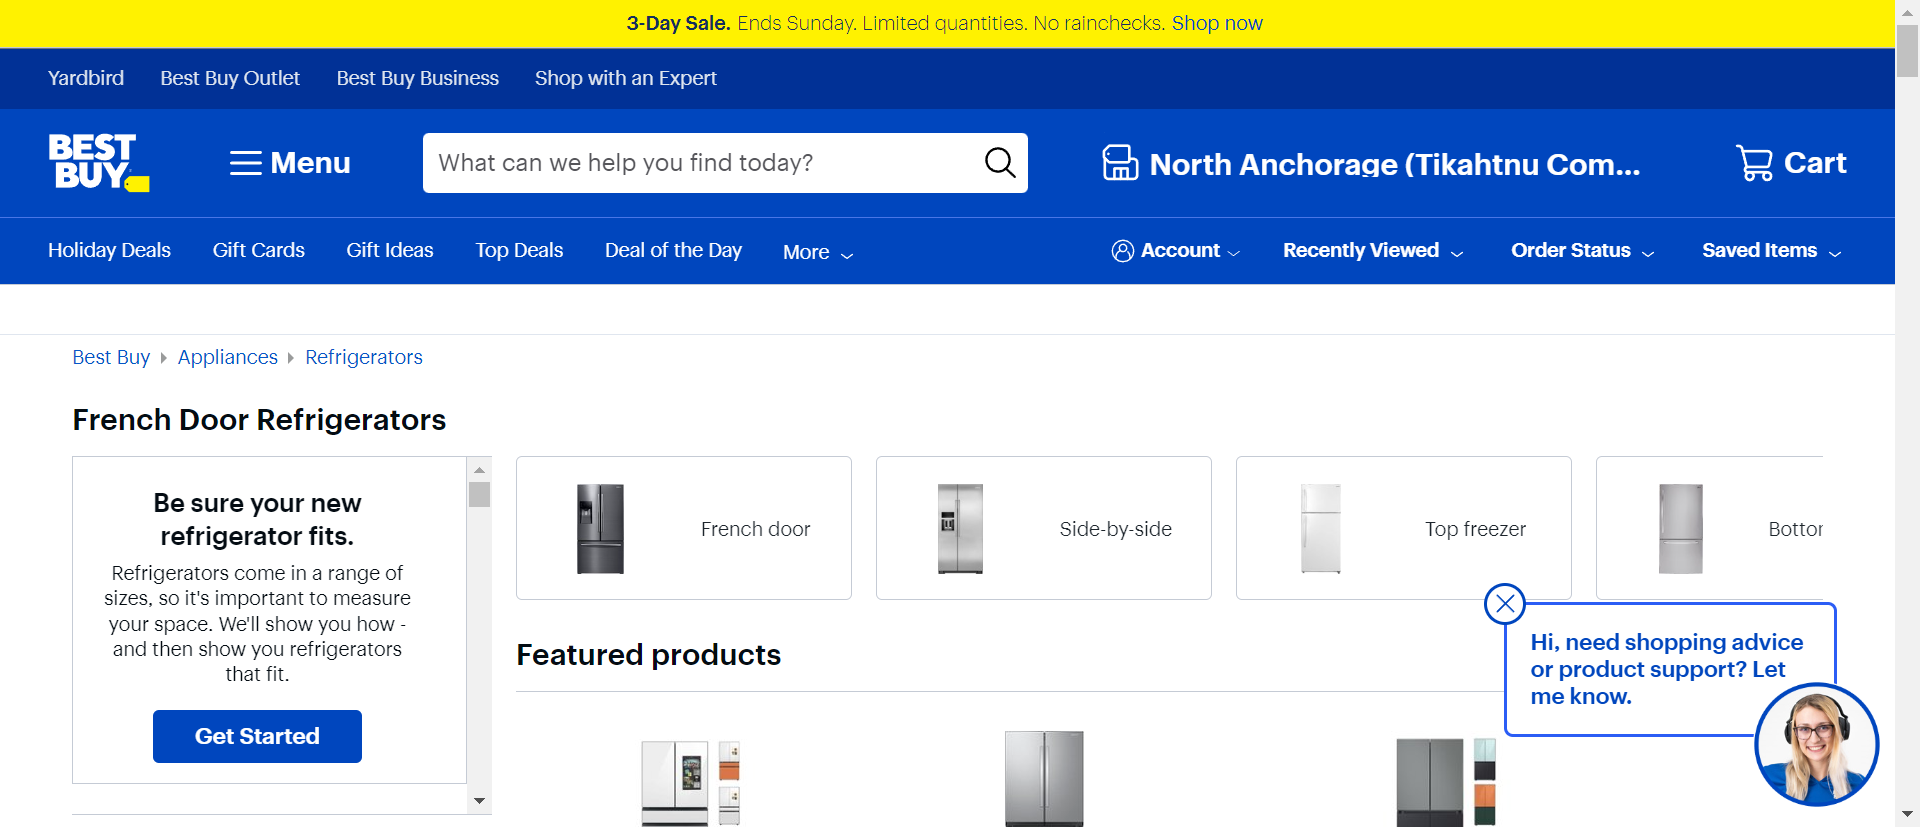 3-Day Sale. Ends Sunday. Limited quantities. No rainchecks. Shop now
Yardbird Best Buy Outlet Best Buy Business Shop with an Expert
BEST
BUY
Menu
What can we help you find today?
North Anchorage (Tikahtnu Com...
Cart
Holiday Deals Gift Cards Gift Ideas Top Deals Deal of the Day More
Account Recently Viewed Order Status Saved Items
Best Buy Appliances Refrigerators
French Door Refrigerators
Be sure your new
refrigerator fits.
Refrigerators come in a range of
sizes, so it's important to measure
your space. We'll show you how -
and then show you refrigerators
that fit.
Get Started
French door
Side-by-side
Top freezer
Bottor
Featured products
Hi, need shopping advice
or product support? Let
me know.